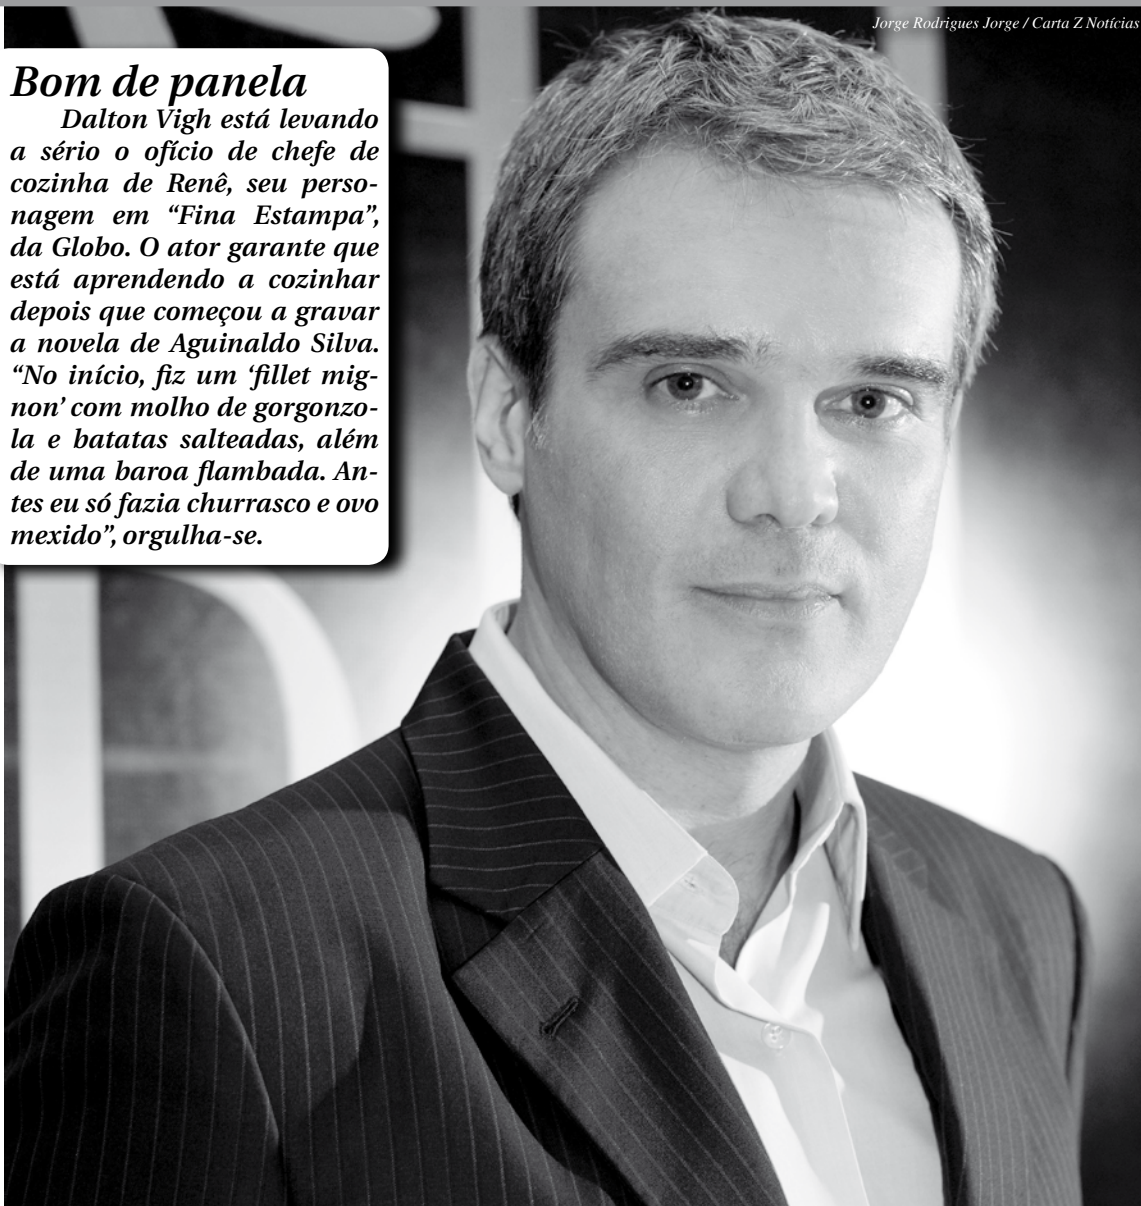 Jorge Rodrigues Jorge / Carta Z Notícias
Bom de panela
Dalton Vigh está levando
a sério o ofício de chefe de
cozinha de Renê, seu perso-
nagem em “Fina Estampa”,
da Globo. O ator garante que
está aprendendo a cozinhar
depois que começou a gravar
a novela de Aguinaldo Silva.
“No início, fiz um ‘fillet mig-
non’ com molho de gorgonzo-
la e batatas salteadas, além
de uma baroa flambada. An-
tes eu só fazia churrasco e ovo
mexido”, orgulha-se.